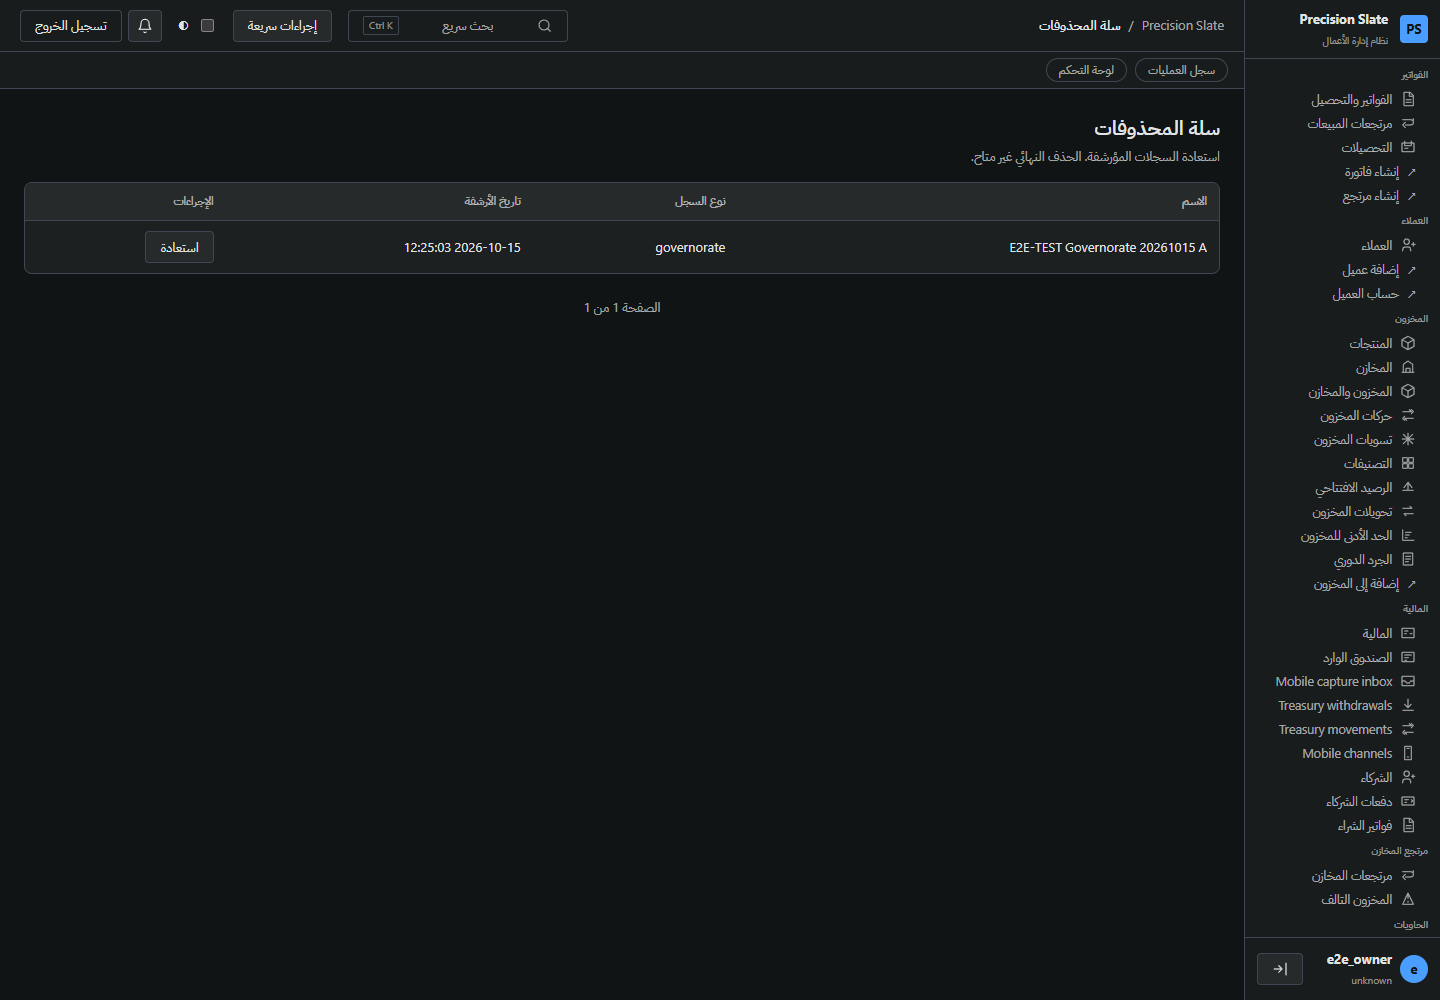 Precision Slate
نظام إدارة الأعمال
PS
Precision Slate / سلة المحذوفات
بحث سريع
Ctrl K
إجراءات سريعة
تسجيل الخروج
سجل العمليات
لوحة التحكم
سلة المحذوفات
استعادة السجلات المؤرشفة. الحذف النهائي غير متاح.
الاسم نوع السجل تاريخ الأرشفة الإجراءات
E2E-TEST Governorate 20261015 A governorate 2026-10-15 12:25:03 استعادة
الصفحة 1 من 1
الفواتير
الفواتير والتحصيل
مرتجعات المبيعات
التحصيلات
إنشاء فاتورة
إنشاء مرتجع
العملاء
العملاء
إضافة عميل
حساب العميل
المخزون
المنتجات
المخازن
المخزون والمخازن
حركات المخزون
تسويات المخزون
التصنيفات
الرصيد الافتتاحي
تحويلات المخزون
الحد الأدنى للمخزون
الجرد الدوري
إضافة إلى المخزون
المالية
المالية
الصندوق الوارد
Mobile capture inbox
Treasury withdrawals
Treasury movements
Mobile channels
الشركاء
دفعات الشركاء
فواتير الشراء
مرتجع المخازن
مرتجعات المخازن
المخزون التالف
الحاويات
e2e_owner
unknown
e